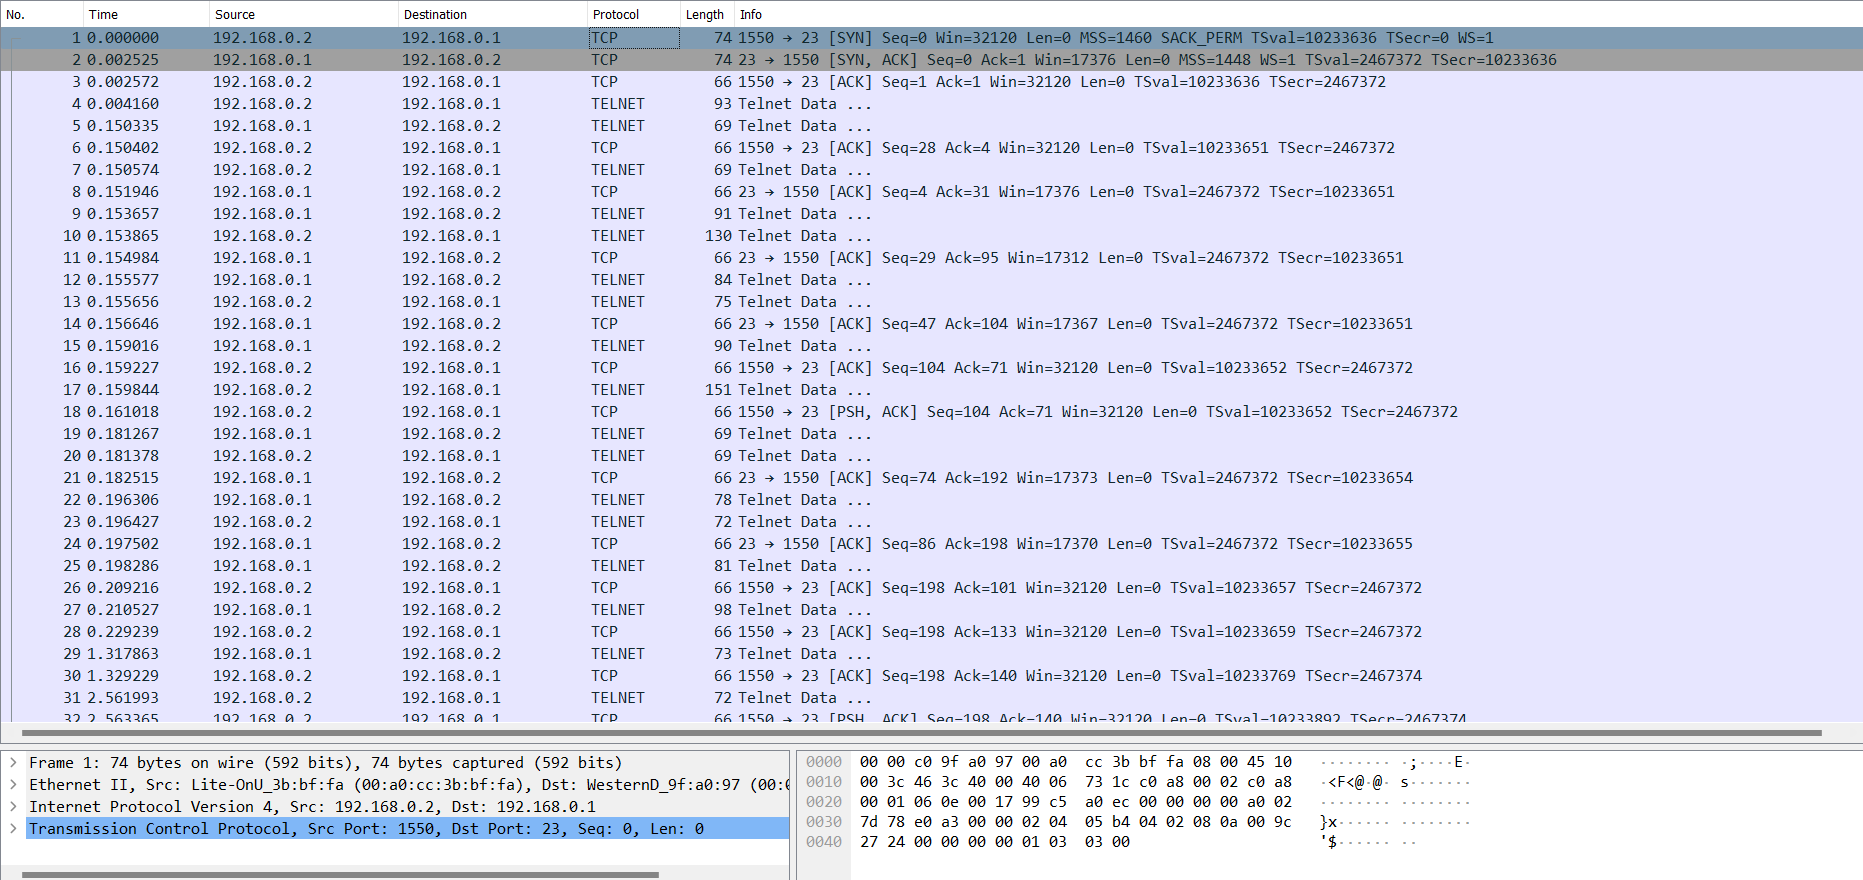 No. Time Source Destination Protocol Length Info
1 0.000000 192.168.0.2 192.168.0.1 TCP 74 1550 → 23 [SYN] Seq=0 Win=32120 Len=0 MSS=1460 SACK_PERM TSval=10233636 TSecr=0 WS=1
2 0.002525 192.168.0.1 192.168.0.2 TCP 74 23 → 1550 [SYN, ACK] Seq=0 Ack=1 Win=17376 Len=0 MSS=1448 WS=1 TSval=2467372 TSecr=10233636
3 0.002572 192.168.0.2 192.168.0.1 TCP 66 1550 → 23 [ACK] Seq=1 Ack=1 Win=32120 Len=0 TSval=10233636 TSecr=2467372
4 0.004160 192.168.0.2 192.168.0.1 TELNET 93 Telnet Data ...
5 0.150335 192.168.0.1 192.168.0.2 TELNET 69 Telnet Data ...
6 0.150402 192.168.0.2 192.168.0.1 TCP 66 1550 → 23 [ACK] Seq=28 Ack=4 Win=32120 Len=0 TSval=10233651 TSecr=2467372
7 0.150574 192.168.0.2 192.168.0.1 TELNET 69 Telnet Data ...
8 0.151946 192.168.0.1 192.168.0.2 TCP 66 23 → 1550 [ACK] Seq=4 Ack=31 Win=17376 Len=0 TSval=2467372 TSecr=10233651
9 0.153657 192.168.0.1 192.168.0.2 TELNET 91 Telnet Data ...
10 0.153865 192.168.0.2 192.168.0.1 TELNET 130 Telnet Data ...
11 0.154984 192.168.0.1 192.168.0.2 TCP 66 23 → 1550 [ACK] Seq=29 Ack=95 Win=17312 Len=0 TSval=2467372 TSecr=10233651
12 0.155577 192.168.0.1 192.168.0.2 TELNET 84 Telnet Data ...
13 0.155656 192.168.0.2 192.168.0.1 TELNET 75 Telnet Data ...
14 0.156646 192.168.0.1 192.168.0.2 TCP 66 23 → 1550 [ACK] Seq=47 Ack=104 Win=17367 Len=0 TSval=2467372 TSecr=10233651
15 0.159016 192.168.0.1 192.168.0.2 TELNET 90 Telnet Data ...
16 0.159227 192.168.0.2 192.168.0.1 TCP 66 1550 → 23 [ACK] Seq=104 Ack=71 Win=32120 Len=0 TSval=10233652 TSecr=2467372
17 0.159844 192.168.0.2 192.168.0.1 TELNET 151 Telnet Data ...
18 0.161018 192.168.0.2 192.168.0.1 TCP 66 1550 → 23 [PSH, ACK] Seq=104 Ack=71 Win=32120 Len=0 TSval=10233652 TSecr=2467372
19 0.181267 192.168.0.1 192.168.0.2 TELNET 69 Telnet Data ...
20 0.181378 192.168.0.2 192.168.0.1 TELNET 69 Telnet Data ...
21 0.182515 192.168.0.1 192.168.0.2 TCP 66 23 → 1550 [ACK] Seq=74 Ack=192 Win=17373 Len=0 TSval=2467372 TSecr=10233654
22 0.196306 192.168.0.1 192.168.0.2 TELNET 78 Telnet Data ...
23 0.196427 192.168.0.2 192.168.0.1 TELNET 72 Telnet Data ...
24 0.197502 192.168.0.1 192.168.0.2 TCP 66 23 → 1550 [ACK] Seq=86 Ack=198 Win=17370 Len=0 TSval=2467372 TSecr=10233655
25 0.198286 192.168.0.1 192.168.0.2 TELNET 81 Telnet Data ...
26 0.209216 192.168.0.2 192.168.0.1 TCP 66 1550 → 23 [ACK] Seq=198 Ack=101 Win=32120 Len=0 TSval=10233657 TSecr=2467372
27 0.210527 192.168.0.1 192.168.0.2 TELNET 98 Telnet Data ...
28 0.229239 192.168.0.2 192.168.0.1 TCP 66 1550 → 23 [ACK] Seq=198 Ack=133 Win=32120 Len=0 TSval=10233659 TSecr=2467372
29 1.317863 192.168.0.1 192.168.0.2 TELNET 73 Telnet Data ...
30 1.329229 192.168.0.2 192.168.0.1 TCP 66 1550 → 23 [ACK] Seq=198 Ack=140 Win=32120 Len=0 TSval=10233769 TSecr=2467374
31 2.561993 192.168.0.2 192.168.0.1 TELNET 72 Telnet Data ...
32 2.563365 192.168.0.2 192.168.0.1 TCP 66 1550 → 23 [PSH, ACK] Seq=198 Ack=140 Win=32120 Len=0 TSval=10233892 TSecr=2467374
Frame 1: 74 bytes on wire (592 bits), 74 bytes captured (592 bits)
Ethernet II, Src: Lite-OnU_3b:bf:fa (00:a0:cc:3b:bf:fa), Dst: WesternD_9f:a0:97 (00:0
Internet Protocol Version 4, Src: 192.168.0.2, Dst: 192.168.0.1
Transmission Control Protocol, Src Port: 1550, Dst Port: 23, Seq: 0, Len: 0
0000 00 00 c0 9f a0 97 00 a0 cc 3b bf fa 08 00 45 10 ········ ·;····E·
0010 00 3c 46 3c 40 00 40 06 73 1c c0 a8 00 02 c0 a8 ·<F<@·@· s·······
0020 00 01 06 0e 00 17 99 c5 a0 ec 00 00 00 00 a0 02 ········ ········
0030 7d 78 e0 a3 00 00 02 04 05 b4 04 02 08 0a 00 9c }x······ ········
0040 27 24 00 00 00 00 01 03 03 00 '$······ ··